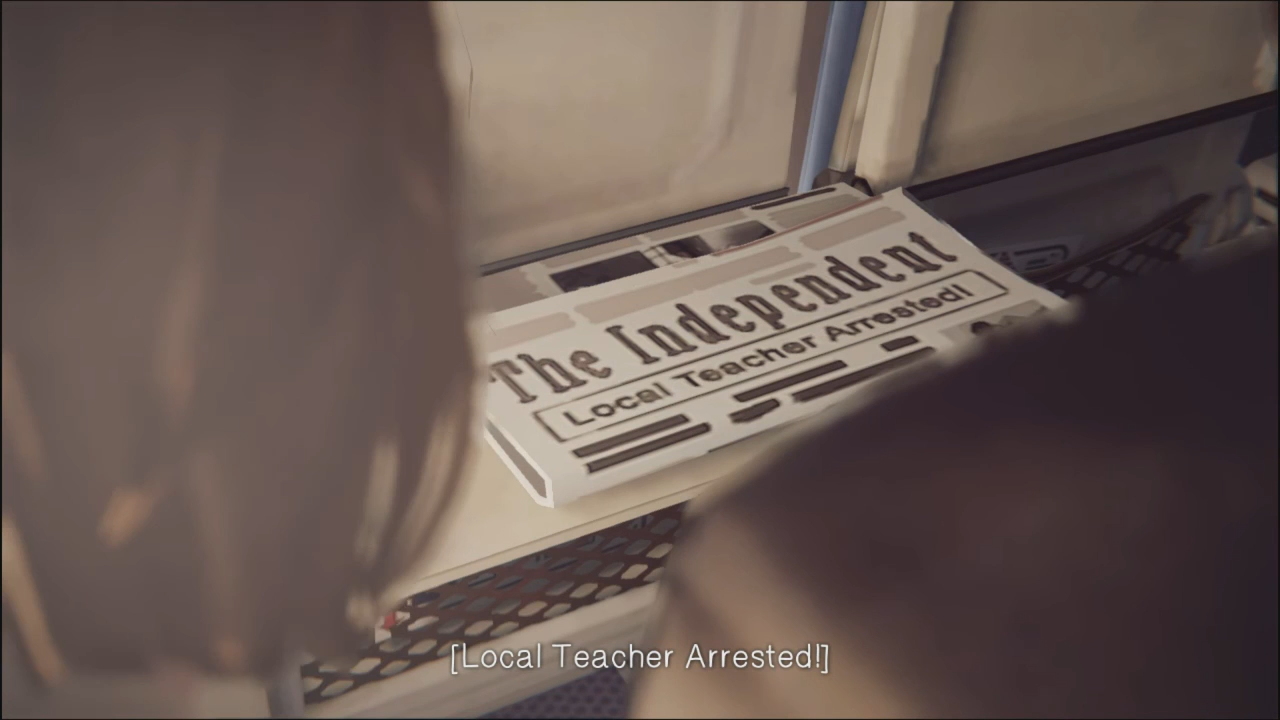 The Independent
Local Teacher Arrested!
[Local Teacher Arrested!]